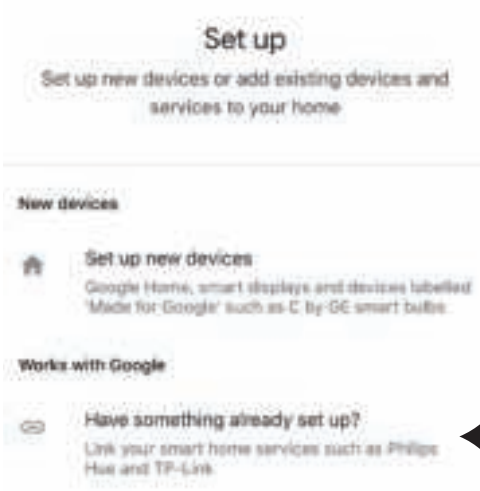 Set up
Set up new devices or add existing devices and
services to your home
New devices
Set up new devices
Google Home, smart displays and devices labelled
'Made for Google' such as C by GE smart bulbs
Works with Google
Have something already set up?
Link your smart home services such as Philips
Hue and TP-Link